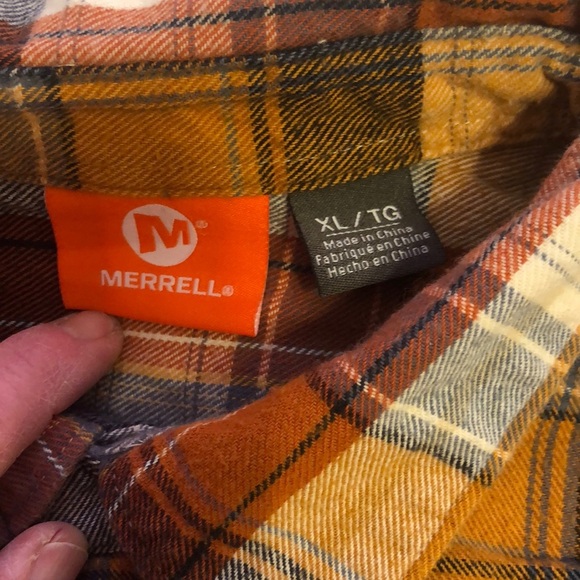 M®
MERRELL®
XL / TG
Made in China
Fabriqué en Chine
Hecho en China